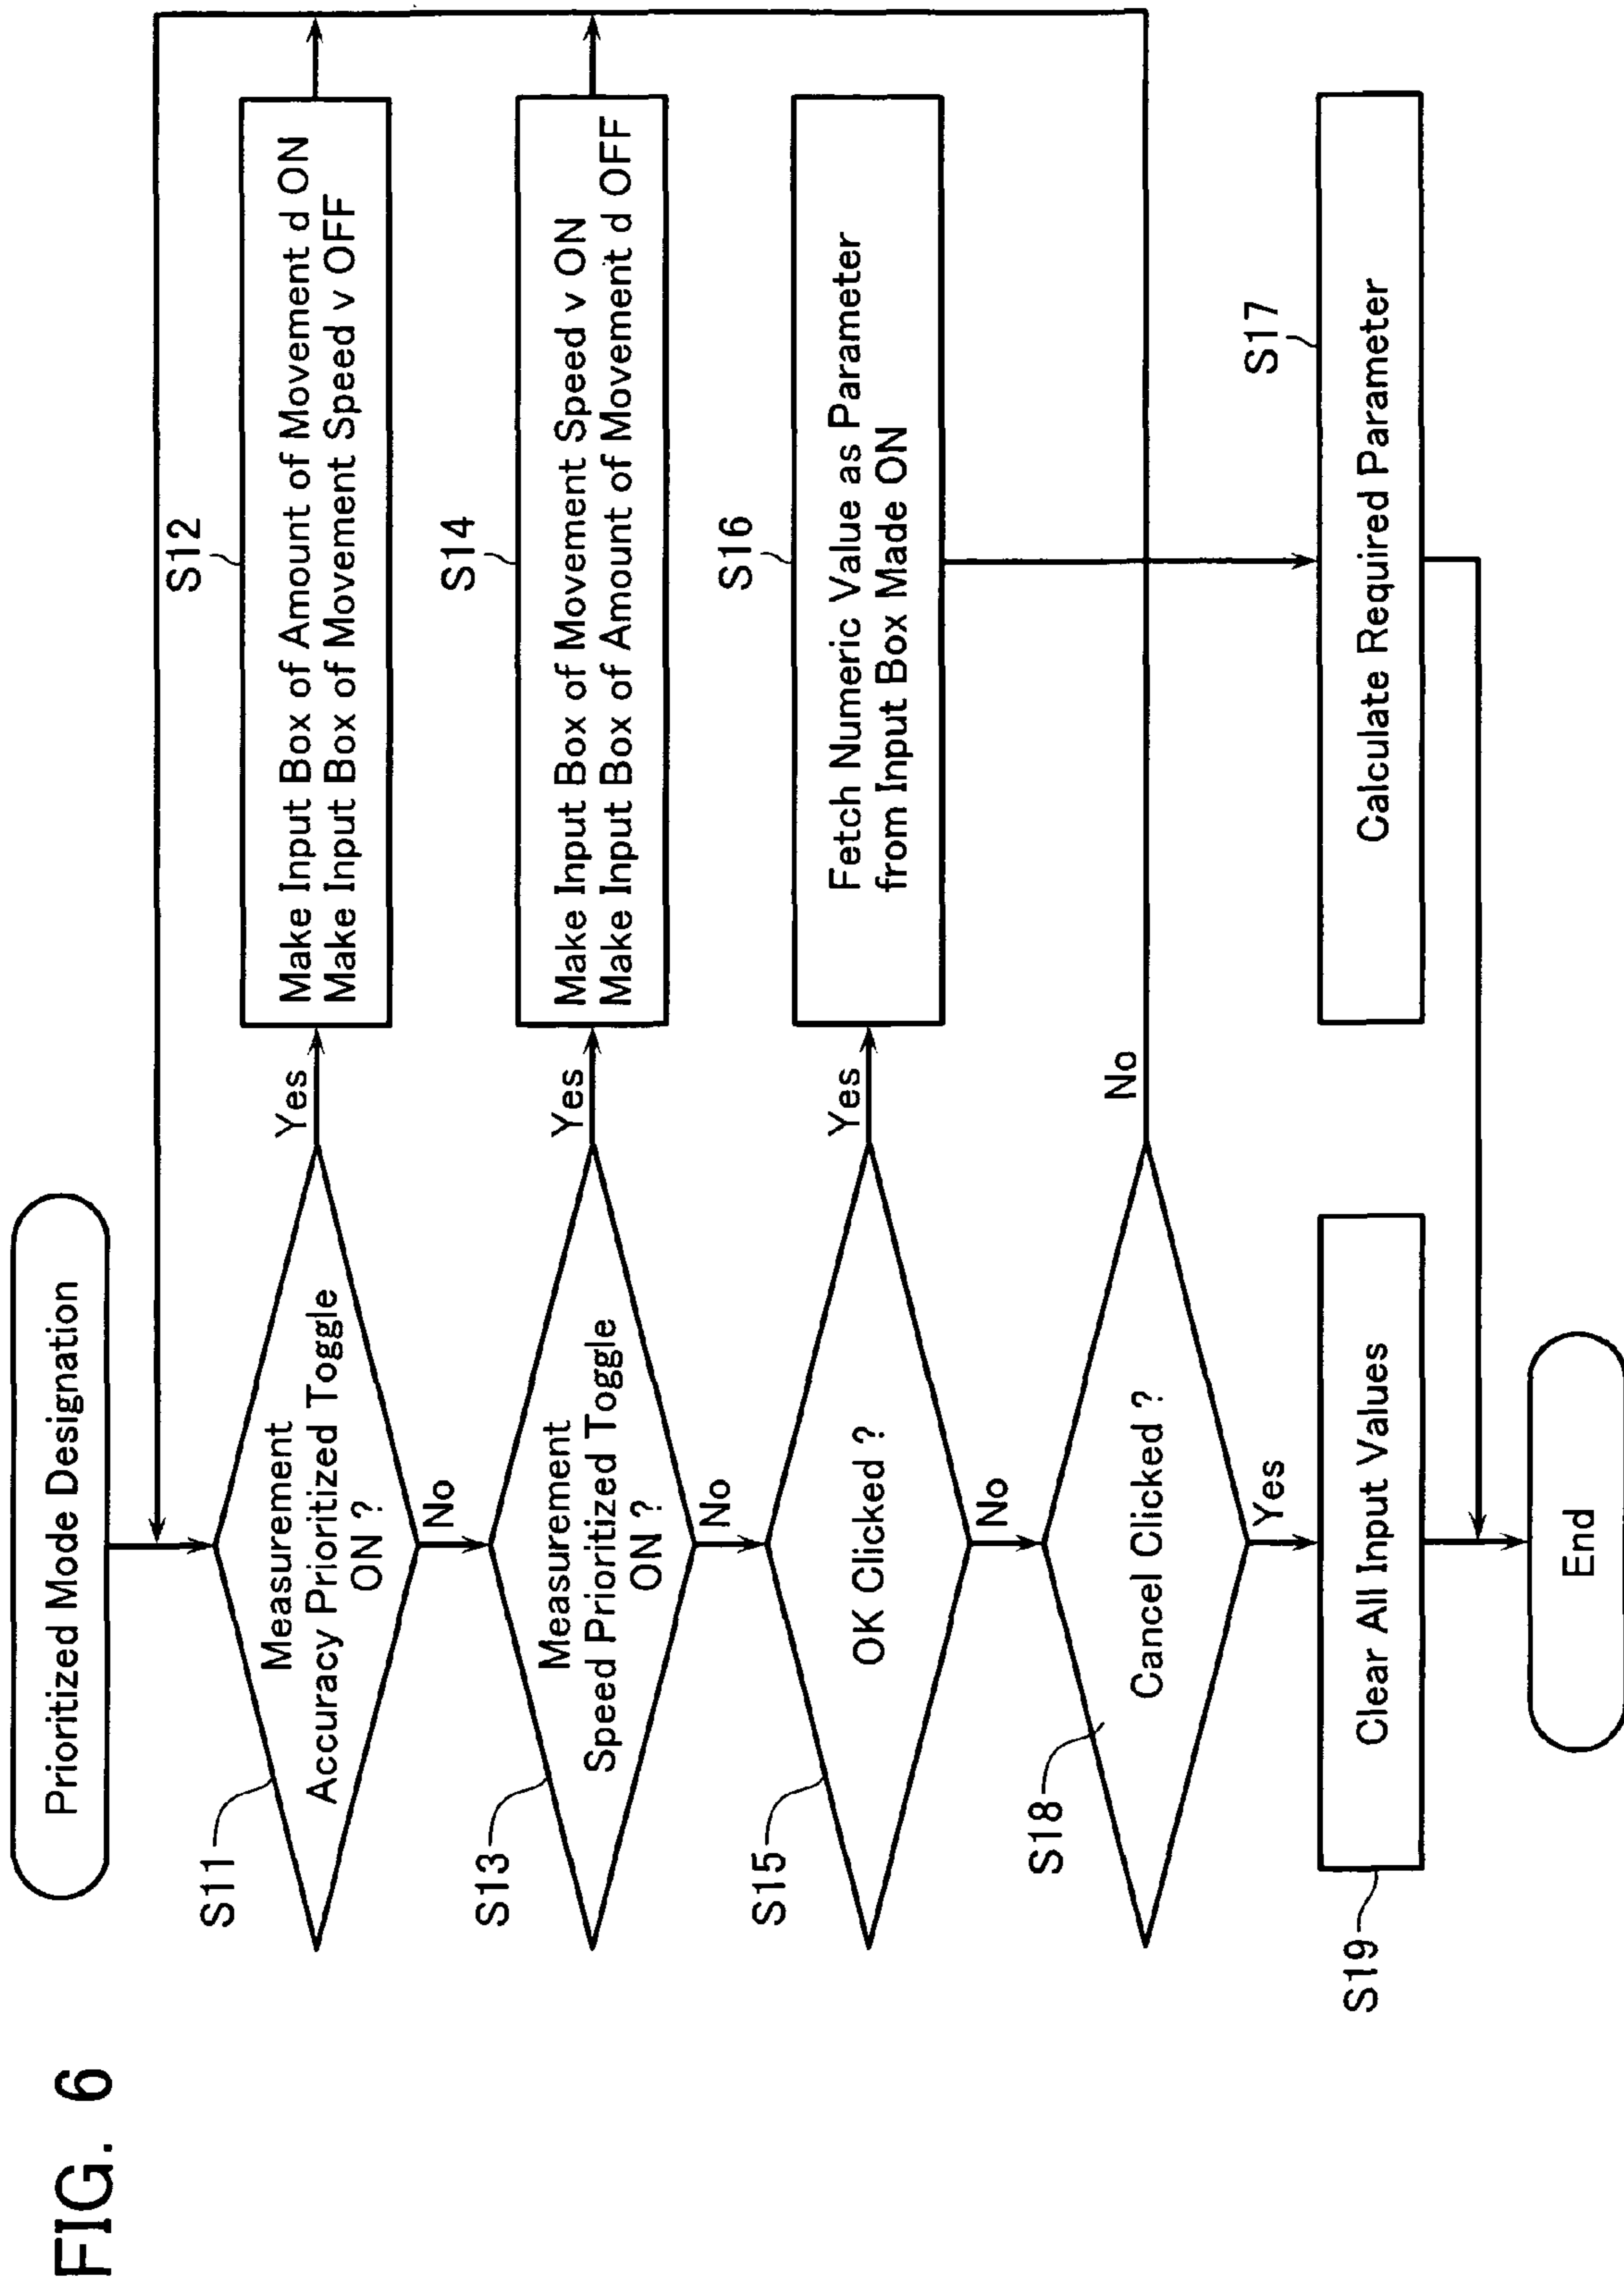 FIG. 6
Prioritized Mode Designation
S11
Measurement
Accuracy Prioritized Toggle
ON ?
Yes
No
S12
Make Input Box of Amount of Movement d ON
Make Input Box of Movement Speed v OFF
S13
Measurement
Speed Prioritized Toggle
ON ?
Yes
No
S14
Make Input Box of Movement Speed v ON
Make Input Box of Amount of Movement d OFF
S15
OK Clicked ?
Yes
No
S16
Fetch Numeric Value as Parameter
from Input Box Made ON
S18
Cancel Clicked ?
No
Yes
S17
Calculate Required Parameter
S19
Clear All Input Values
End